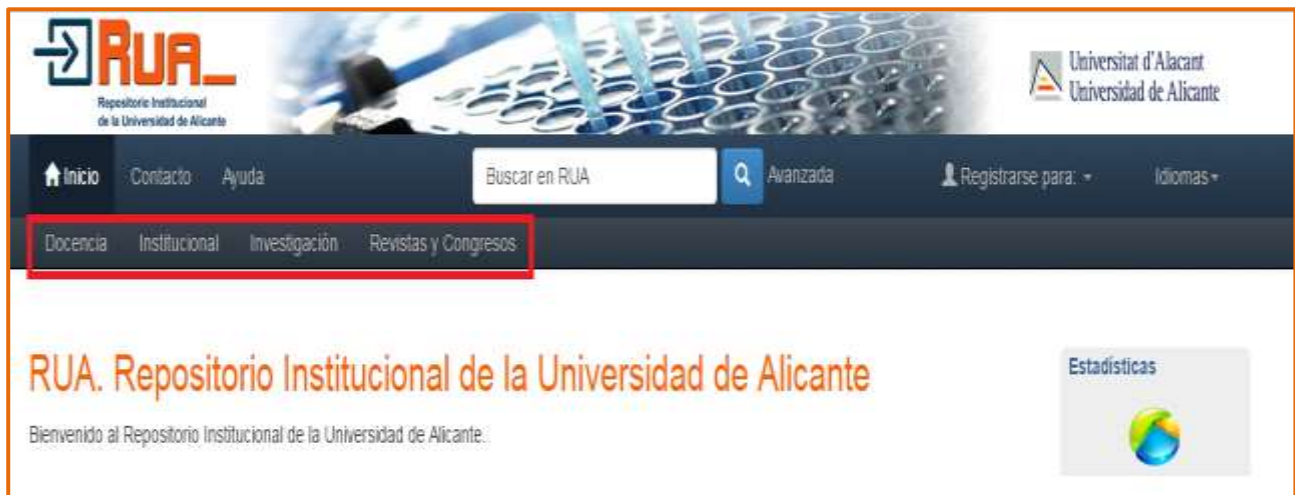 RUA_
Repositorio Institucional
de la Universidad de Alicante
Universitat d'Alacant
Universidad de Alicante
Inicio Contacto Ayuda Buscar en RUA Avanzada Registrarse para: Idiomas
Docencia Institucional Investigación Revistas y Congresos
RUA. Repositorio Institucional de la Universidad de Alicante
Estadísticas
Bienvenido al Repositorio Institucional de la Universidad de Alicante.